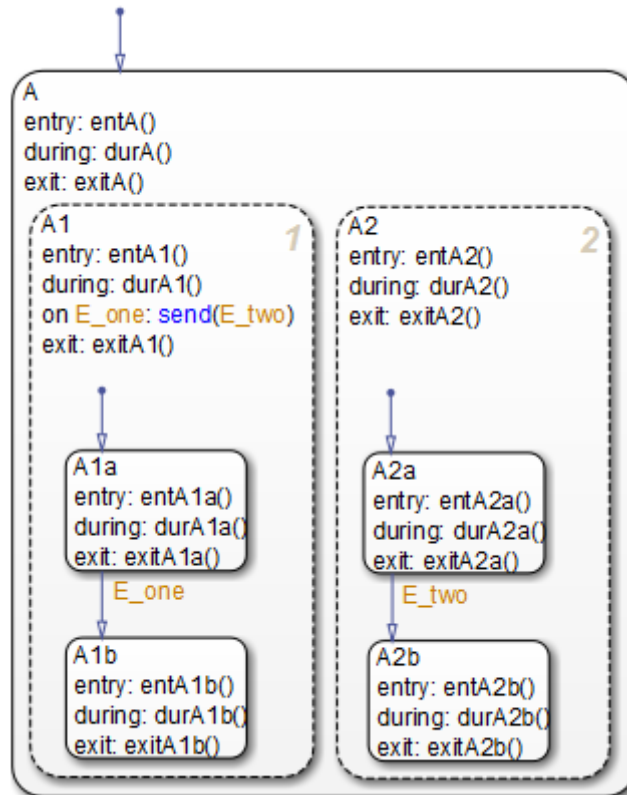 A
entry: entA()
during: durA()
exit: exitA()
A1
1
entry: entA1()
during: durA1()
on E_one: send(E_two)
exit: exitA1()
A1a
entry: entA1a()
during: durA1a()
exit: exitA1a()
E_one
A1b
entry: entA1b()
during: durA1b()
exit: exitA1b()
A2
2
entry: entA2()
during: durA2()
exit: exitA2()
A2a
entry: entA2a()
during: durA2a()
exit: exitA2a()
E_two
A2b
entry: entA2b()
during: durA2b()
exit: exitA2b()